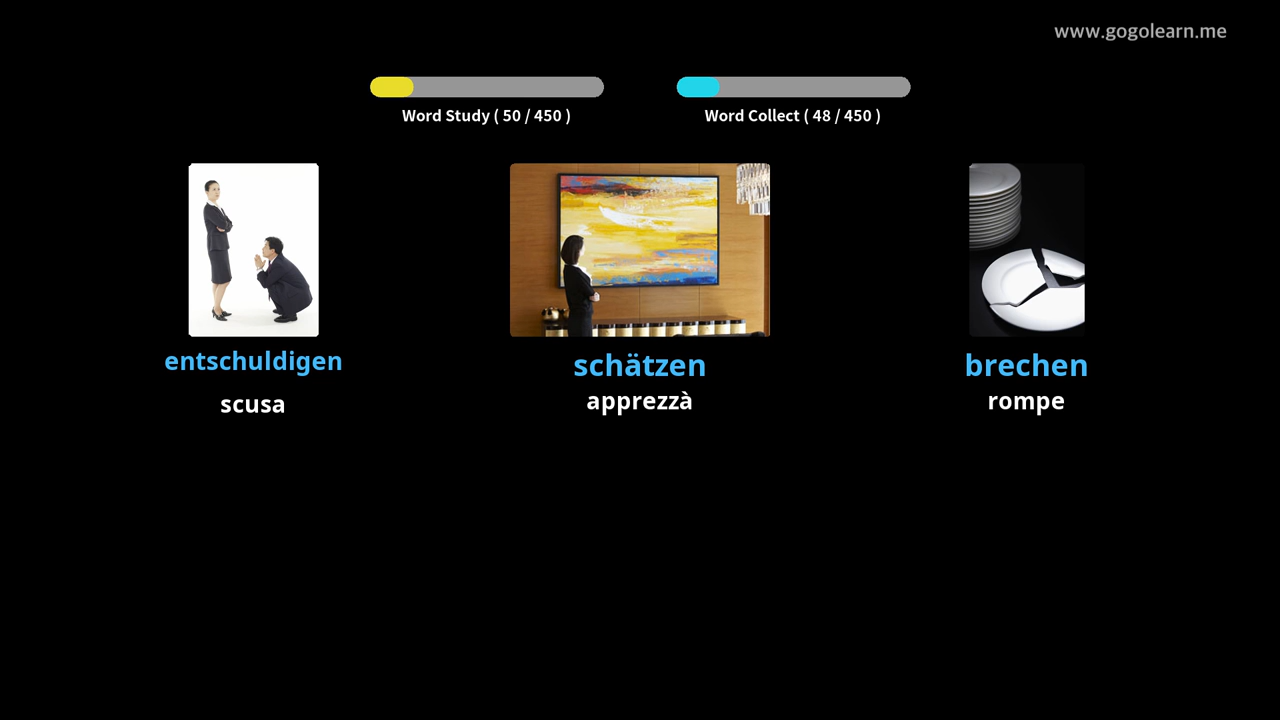 www.gogolearn.me
Word Study ( 50 / 450 )
Word Collect ( 48 / 450 )
entschuldigen
schätzen
brechen
scusa
apprezzà
rompe